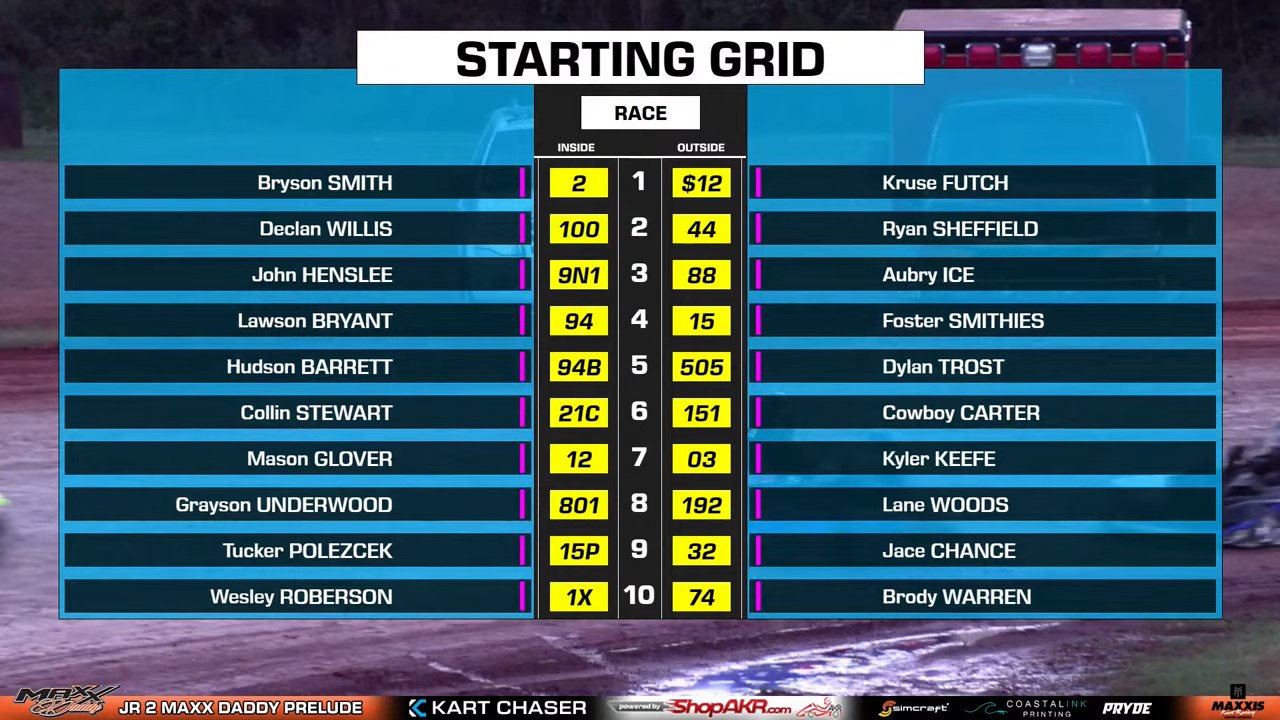 STARTING GRID
RACE
INSIDE OUTSIDE
Bryson SMITH 2 1 $12 Kruse FUTCH
Declan WILLIS 100 2 44 Ryan SHEFFIELD
John HENSLEE 9N1 3 88 Aubry ICE
Lawson BRYANT 94 4 15 Foster SMITHIES
Hudson BARRETT 94B 5 505 Dylan TROST
Collin STEWART 21C 6 151 Cowboy CARTER
Mason GLOVER 12 7 03 Kyler KEEFE
Grayson UNDERWOOD 801 8 192 Lane WOODS
Tucker POLEZCEK 15P 9 32 Jace CHANCE
Wesley ROBERSON 1X 10 74 Brody WARREN
MAXX Daddy JR 2 MAXX DADDY PRELUDE KART CHASER powered by ShopAKR.com simcraft COASTALINK PRINTING PRYDE MAXXIS